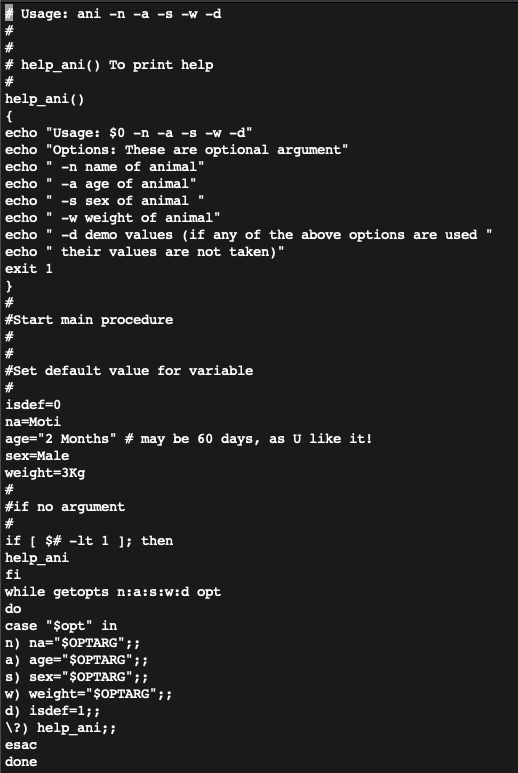 # Usage: ani -n -a -s -w -d
#
#
# help_ani() To print help
#
help_ani()
{
echo "Usage: $0 -n -a -s -w -d"
echo "Options: These are optional argument"
echo " -n name of animal"
echo " -a age of animal"
echo " -s sex of animal "
echo " -w weight of animal"
echo " -d demo values (if any of the above options are used "
echo " their values are not taken)"
exit 1
}
#
#Start main procedure
#
#
#Set default value for variable
#
isdef=0
na=Moti
age="2 Months" # may be 60 days, as U like it!
sex=Male
weight=3Kg
#
#if no argument
#
if [ $# -lt 1 ]; then
help_ani
fi
while getopts n:a:s:w:d opt
do
case "$opt" in
n) na="$OPTARG";;
a) age="$OPTARG";;
s) sex="$OPTARG";;
w) weight="$OPTARG";;
d) isdef=1;;
\?) help_ani;;
esac
done